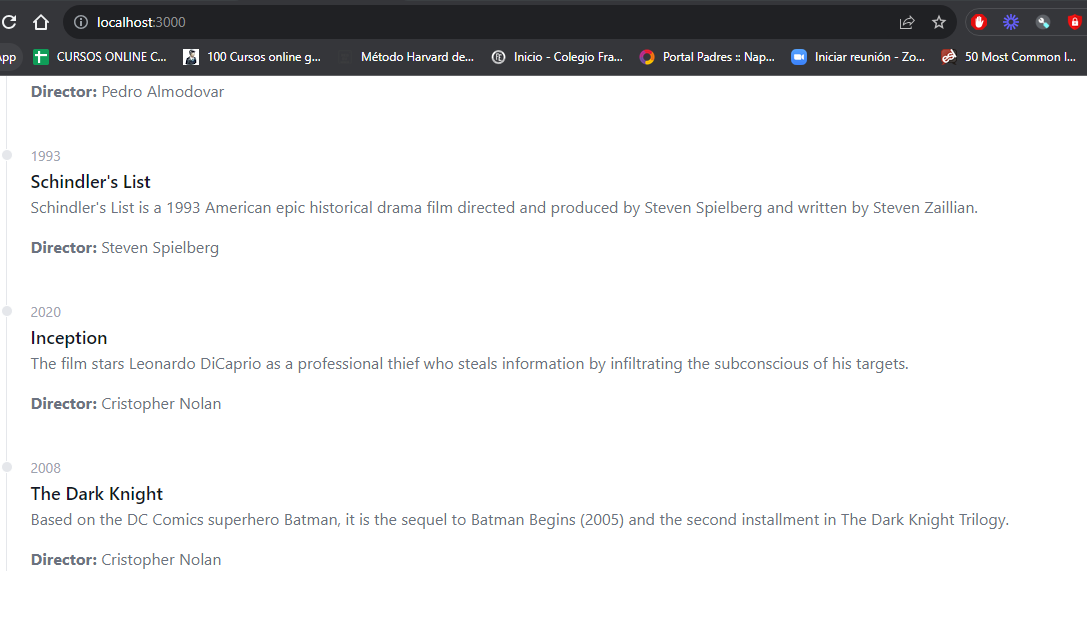 localhost:3000
App CURSOS ONLINE C... 100 Cursos online g... Método Harvard de... Inicio - Colegio Fra... Portal Padres :: Nap... Iniciar reunión - Zo... 50 Most Common I...
Director: Pedro Almodovar
1993
Schindler's List
Schindler's List is a 1993 American epic historical drama film directed and produced by Steven Spielberg and written by Steven Zaillian.
Director: Steven Spielberg
2020
Inception
The film stars Leonardo DiCaprio as a professional thief who steals information by infiltrating the subconscious of his targets.
Director: Cristopher Nolan
2008
The Dark Knight
Based on the DC Comics superhero Batman, it is the sequel to Batman Begins (2005) and the second installment in The Dark Knight Trilogy.
Director: Cristopher Nolan